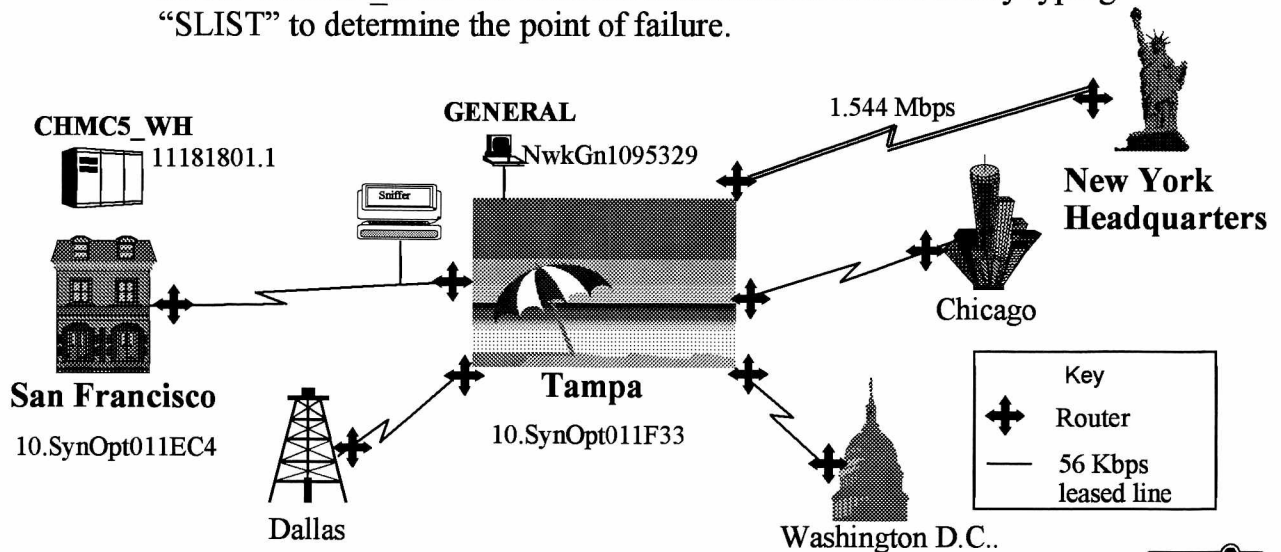 "SLIST" to determine the point of failure.
CHMC5_WH
11181801.1
GENERAL
NwkGn1095329
Sniffer
1.544 Mbps
New York
Headquarters
Chicago
San Francisco
10.SynOpt011EC4
Tampa
10.SynOpt011F33
Dallas
Washington D.C..
Key
Router
56 Kbps
leased line